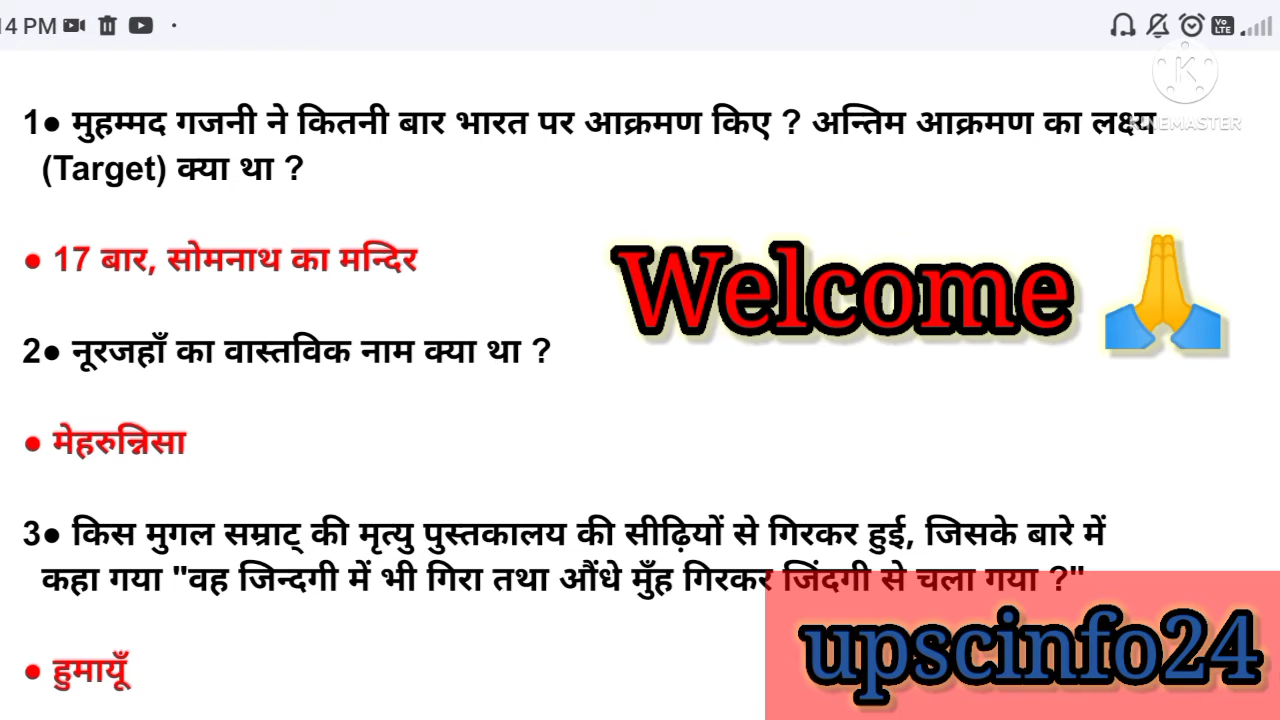 14 PM
VoLTE
K
KINEMASTER
1● मुहम्मद गजनी ने कितनी बार भारत पर आक्रमण किए ? अन्तिम आक्रमण का लक्ष्य
(Target) क्या था ?
● 17 बार, सोमनाथ का मन्दिर
Welcome 🙏
2● नूरजहाँ का वास्तविक नाम क्या था ?
● मेहरुन्निसा
3● किस मुगल सम्राट् की मृत्यु पुस्तकालय की सीढ़ियों से गिरकर हुई, जिसके बारे में
कहा गया "वह जिन्दगी में भी गिरा तथा औंधे मुँह गिरकर जिंदगी से चला गया ?"
upscinfo24
● हुमायूँ